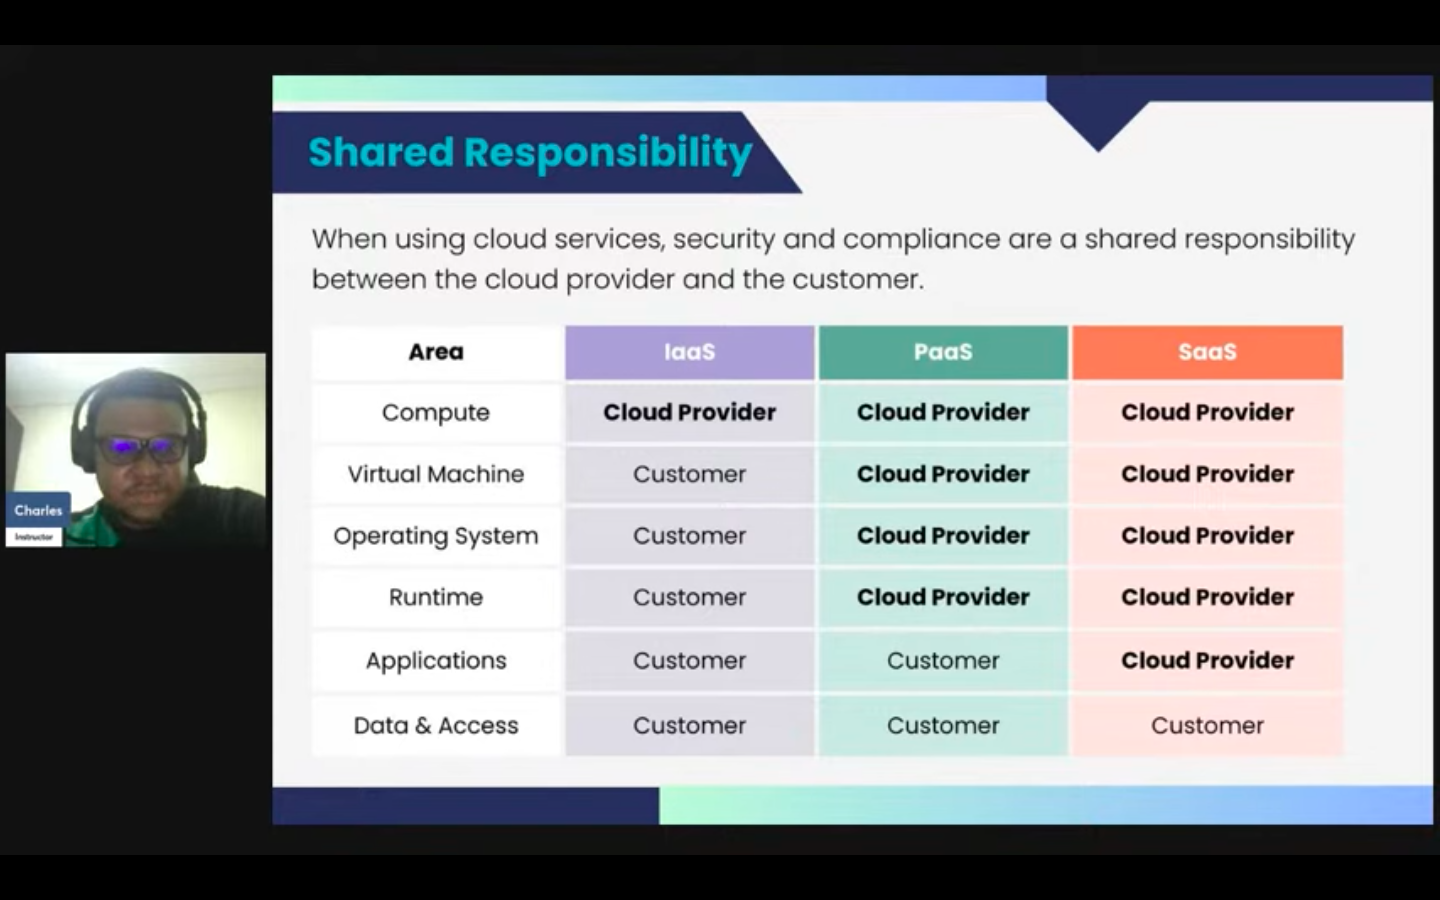 Shared Responsibility
When using cloud services, security and compliance are a shared responsibility
between the cloud provider and the customer.
Area IaaS PaaS SaaS
Compute Cloud Provider Cloud Provider Cloud Provider
Virtual Machine Customer Cloud Provider Cloud Provider
Operating System Customer Cloud Provider Cloud Provider
Runtime Customer Cloud Provider Cloud Provider
Applications Customer Customer Cloud Provider
Data & Access Customer Customer Customer
Charles
Instructor